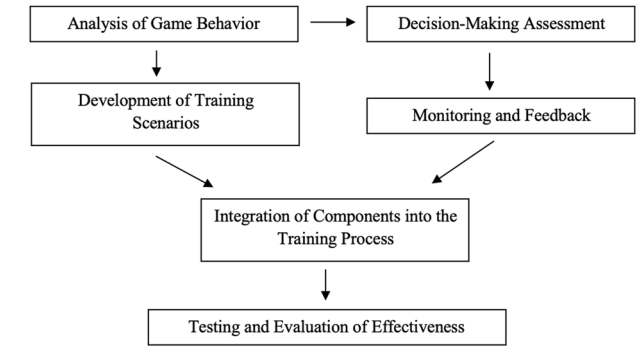 Analysis of Game Behavior
Decision-Making Assessment
Development of Training
Scenarios
Monitoring and Feedback
Integration of Components into the
Training Process
Testing and Evaluation of Effectiveness